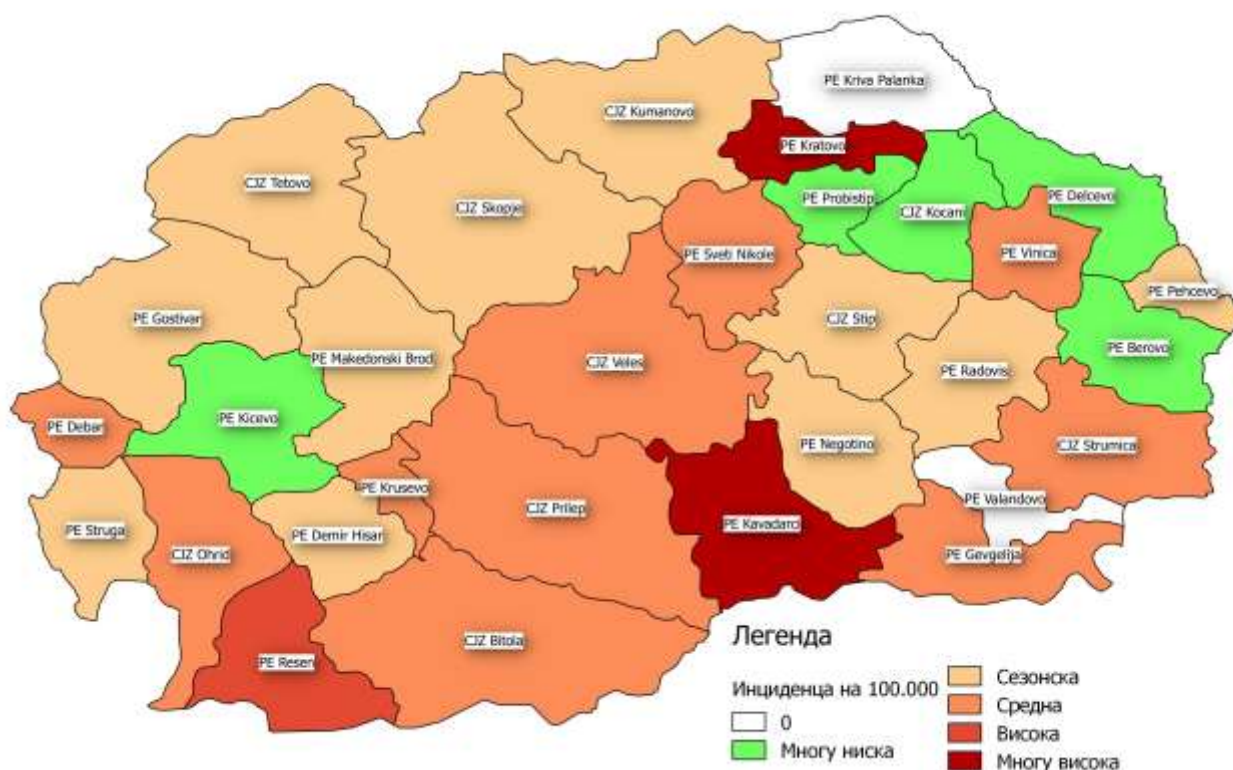 PE Kriva Palanka
CJZ Kumanovo
PE Kratovo
CJZ Tetovo
PE Probistip
PE Delcevo
CJZ Skopje
CJZ Kocani
PE Sveti Nikole
PE Vinica
PE Pehcevo
PE Gostivar
CJZ Stip
PE Makedonski Brod
PE Berovo
CJZ Veles
PE Radovis
PE Kicevo
PE Debar
PE Negotino
CJZ Strumica
PE Krusevo
PE Valandovo
CJZ Prilep
PE Kavadarci
PE Struga
PE Demir Hisar
CJZ Ohrid
PE Gevgelija
CJZ Bitola
PE Resen
Легенда
Инциденца на 100.000
0
Многу ниска
Сезонска
Средна
Висока
Многу висока